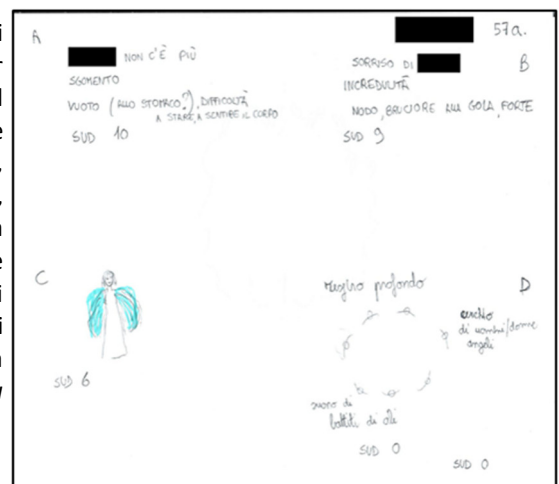 57a.
A
NON C'È PIÙ
SGOMENTO
VUOTO (ALLO STOMACO?), DIFFICOLTÀ
A STARE, A SENTIRE IL CORPO
SUD 10
B
SORRISO DI
INCREDULITÀ
NODO, BRUCIORE ALLA GOLA, FORTE
SUD 9
C
SUD 6
D
respiro profondo
cerchio
di uomini/donne
angeli
suono di
battiti di ali
SUD 0
SUD 0